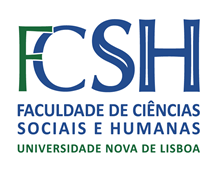 FCSH
FACULDADE DE CIÊNCIAS
SOCIAIS E HUMANAS
UNIVERSIDADE NOVA DE LISBOA